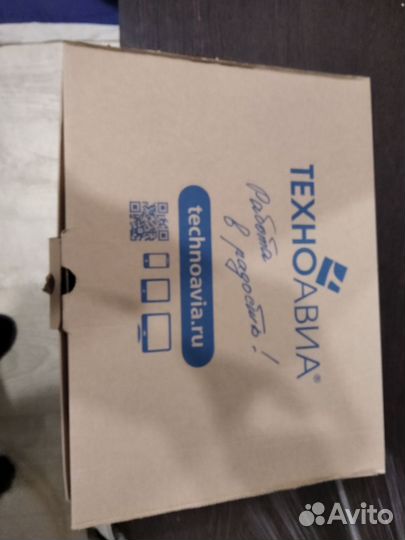 ТЕХНОАВИА®
Работа
в радость!
technoavia.ru
Avito